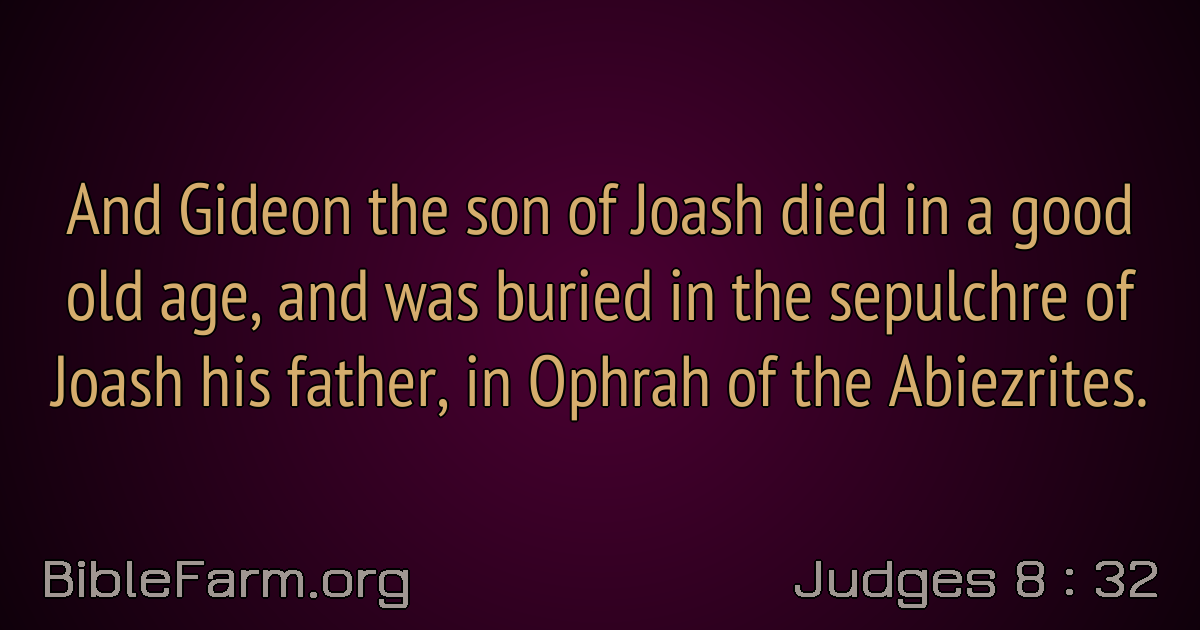 And Gideon the son of Joash died in a good
old age, and was buried in the sepulchre of
Joash his father, in Ophrah of the Abiezrites.
BibleFarm.org
Judges 8 : 32